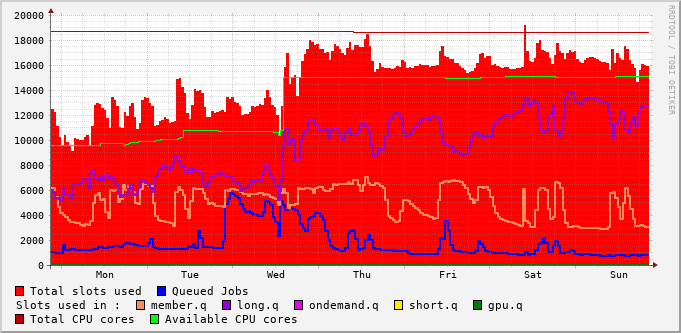 20000
18000
16000
14000
12000
10000
8000
6000
4000
2000
0
Mon Tue Wed Thu Fri Sat Sun
Total slots used Queued Jobs
Slots used in : member.q long.q ondemand.q short.q gpu.q
Total CPU cores Available CPU cores
RRDTOOL / TOBI OETIKER